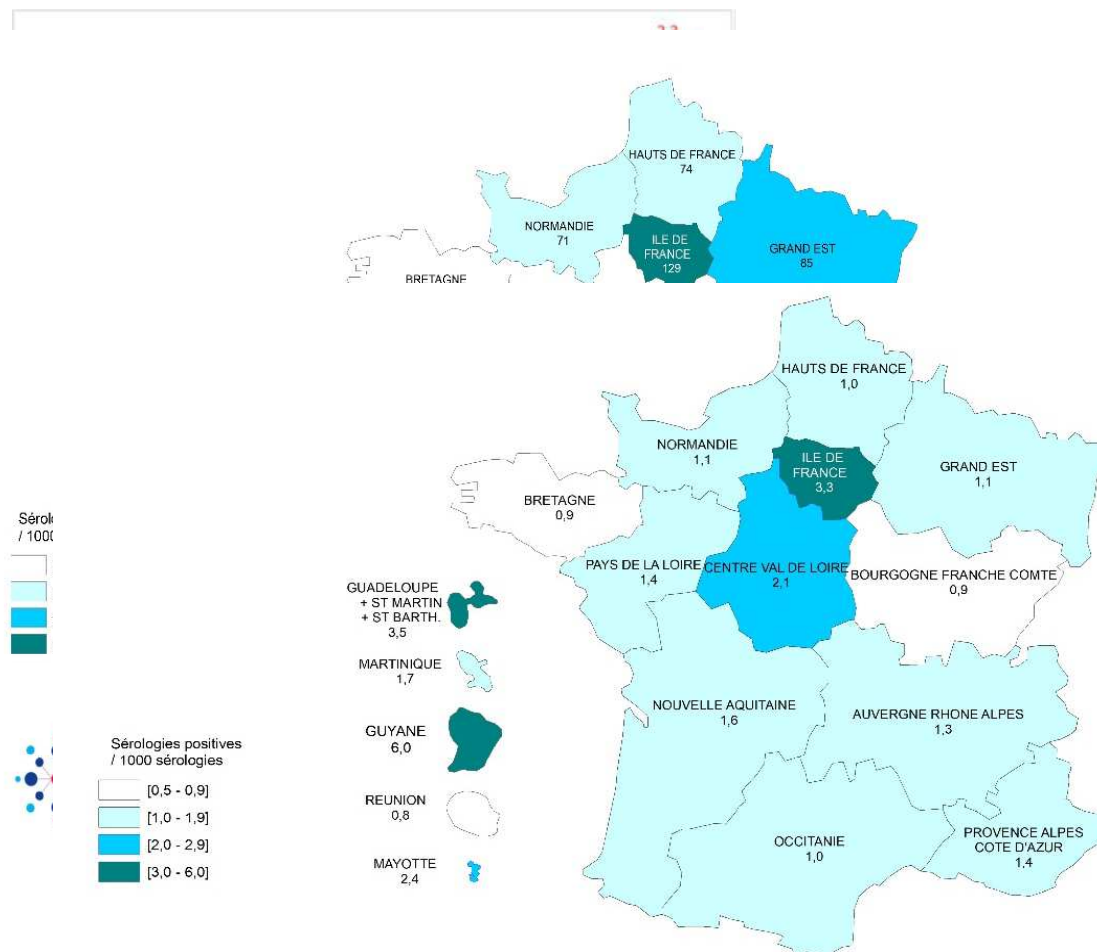 HAUTS DE FRANCE
74
NORMANDIE
71
ILE DE
FRANCE
129
GRAND EST
85
BRETAGNE
HAUTS DE FRANCE
1,0
NORMANDIE
1,1
ILE DE
FRANCE
3,3
GRAND EST
1,1
BRETAGNE
0,9
PAYS DE LA LOIRE
1,4
CENTRE VAL DE LOIRE
2,1
BOURGOGNE FRANCHE COMTE
0,9
GUADELOUPE
+ ST MARTIN
+ ST BARTH.
3,5
MARTINIQUE
1,7
NOUVELLE AQUITAINE
1,6
AUVERGNE RHONE ALPES
1,3
GUYANE
6,0
REUNION
0,8
MAYOTTE
2,4
OCCITANIE
1,0
PROVENCE ALPES
COTE D'AZUR
1,4
Sérologies positives
/ 1000 sérologies
[0,5 - 0,9]
[1,0 - 1,9]
[2,0 - 2,9]
[3,0 - 6,0]